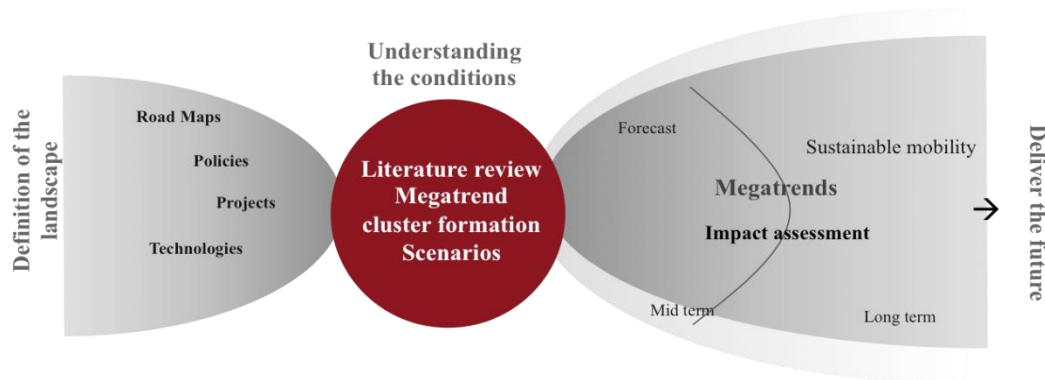 Definition of the
landscape
Road Maps
Policies
Projects
Technologies
Understanding
the conditions
Literature review
Megatrend
cluster formation
Scenarios
Forecast
Sustainable mobility
Megatrends
Impact assessment
Mid term
Long term
→
Deliver the future